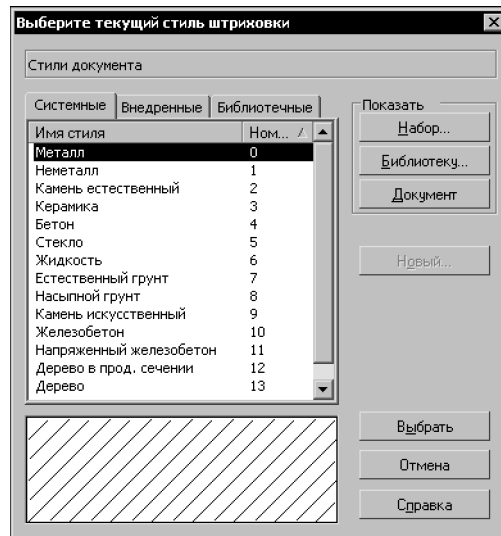 Выберите текущий стиль штриховки
Стили документа
Системные Внедренные Библиотечные
Имя стиля Ном...
Металл 0
Неметалл 1
Камень естественный 2
Керамика 3
Бетон 4
Стекло 5
Жидкость 6
Естественный грунт 7
Насыпной грунт 8
Камень искусственный 9
Железобетон 10
Напряженный железобетон 11
Дерево в прод. сечении 12
Дерево 13
Показать
Набор...
Библиотеку...
Документ
Новый...
Выбрать
Отмена
Справка